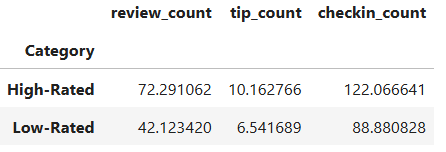 review_count tip_count checkin_count
Category
High-Rated 72.291062 10.162766 122.066641
Low-Rated 42.123420 6.541689 88.880828